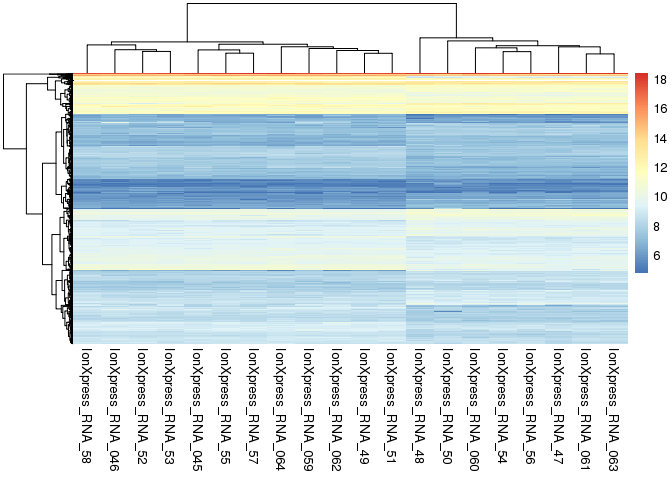 18
16
14
12
10
8
6
IonXpress_RNA_58
IonXpress_RNA_046
IonXpress_RNA_52
IonXpress_RNA_53
IonXpress_RNA_045
IonXpress_RNA_55
IonXpress_RNA_57
IonXpress_RNA_064
IonXpress_RNA_059
IonXpress_RNA_062
IonXpress_RNA_49
IonXpress_RNA_51
IonXpress_RNA_48
IonXpress_RNA_50
IonXpress_RNA_060
IonXpress_RNA_54
IonXpress_RNA_56
IonXpress_RNA_47
IonXpress_RNA_061
IonXpress_RNA_063